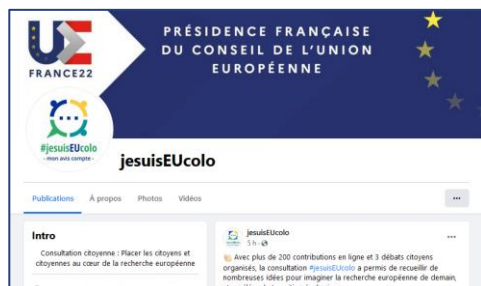 UE
FRANCE22
PRÉSIDENCE FRANÇAISE
DU CONSEIL DE L'UNION
EUROPÉENNE
#jesuisEUcolo
- mon avis compte -
jesuisEUcolo
Publications À propos Photos Vidéos
...
Intro
Consultation citoyenne : Placer les citoyens et
citoyennes au cœur de la recherche européenne
jesuisEUcolo
5 h
...
Avec plus de 200 contributions en ligne et 3 débats citoyens
organisés, la consultation #jesuisEUcolo a permis de recueillir de
nombreuses idées pour imaginer la recherche européenne de demain,